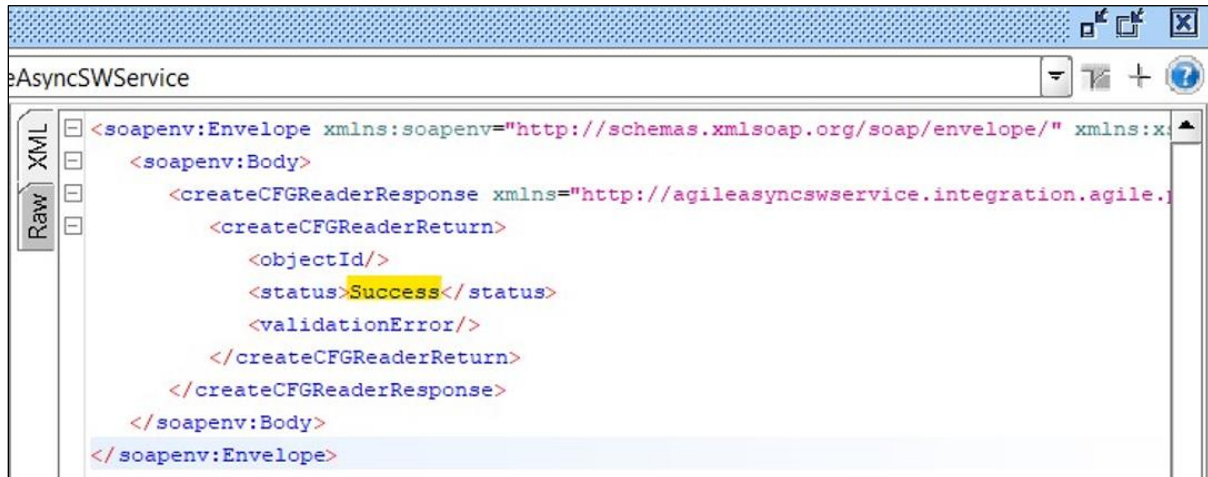 eAsyncSWService
XML
Raw
<soapenv:Envelope xmlns:soapenv="http://schemas.xmlsoap.org/soap/envelope/" xmlns:x
<soapenv:Body>
<createCFGReaderResponse xmlns="http://agileasyncswservice.integration.agile.
<createCFGReaderReturn>
<objectId/>
<status>Success</status>
<validationError/>
</createCFGReaderReturn>
</createCFGReaderResponse>
</soapenv:Body>
</soapenv:Envelope>